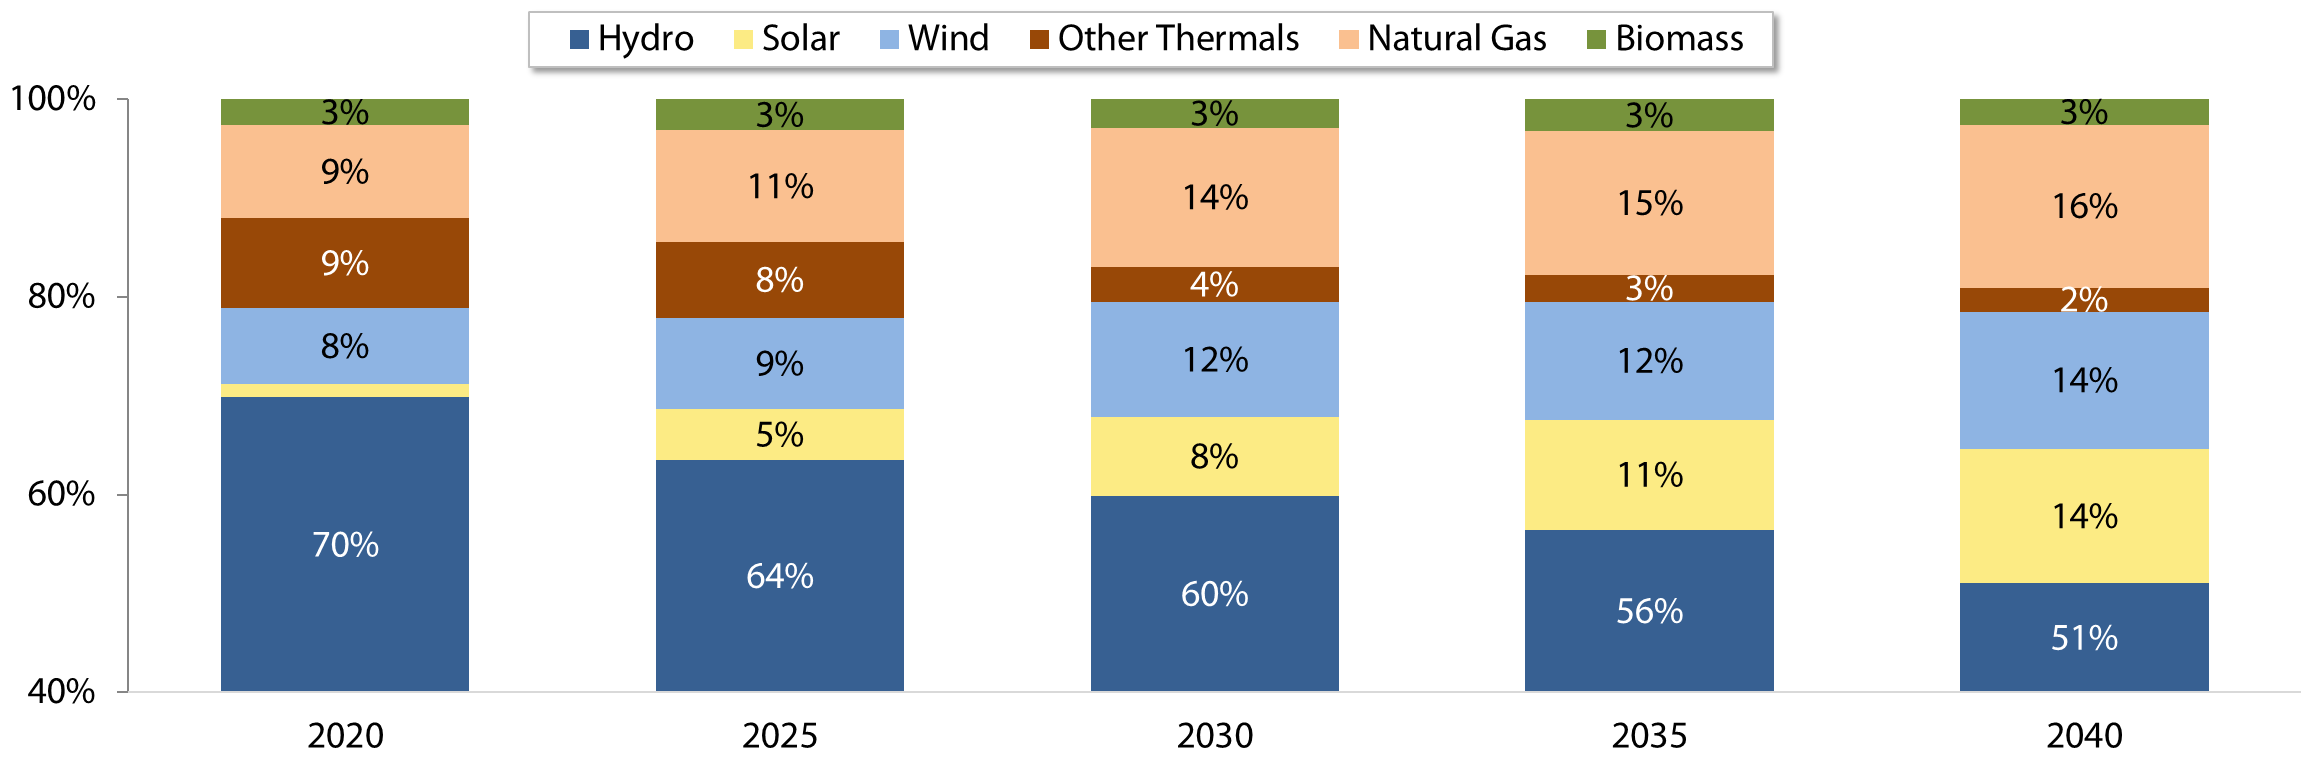 Hydro Solar Wind Other Thermals Natural Gas Biomass
100%
80%
60%
40%
3% 3% 3% 3% 3%
9% 11% 14% 15% 16%
9% 8% 4% 3% 2%
8% 9% 12% 12% 14%
5% 8% 11% 14%
70% 64% 60% 56% 51%
2020 2025 2030 2035 2040